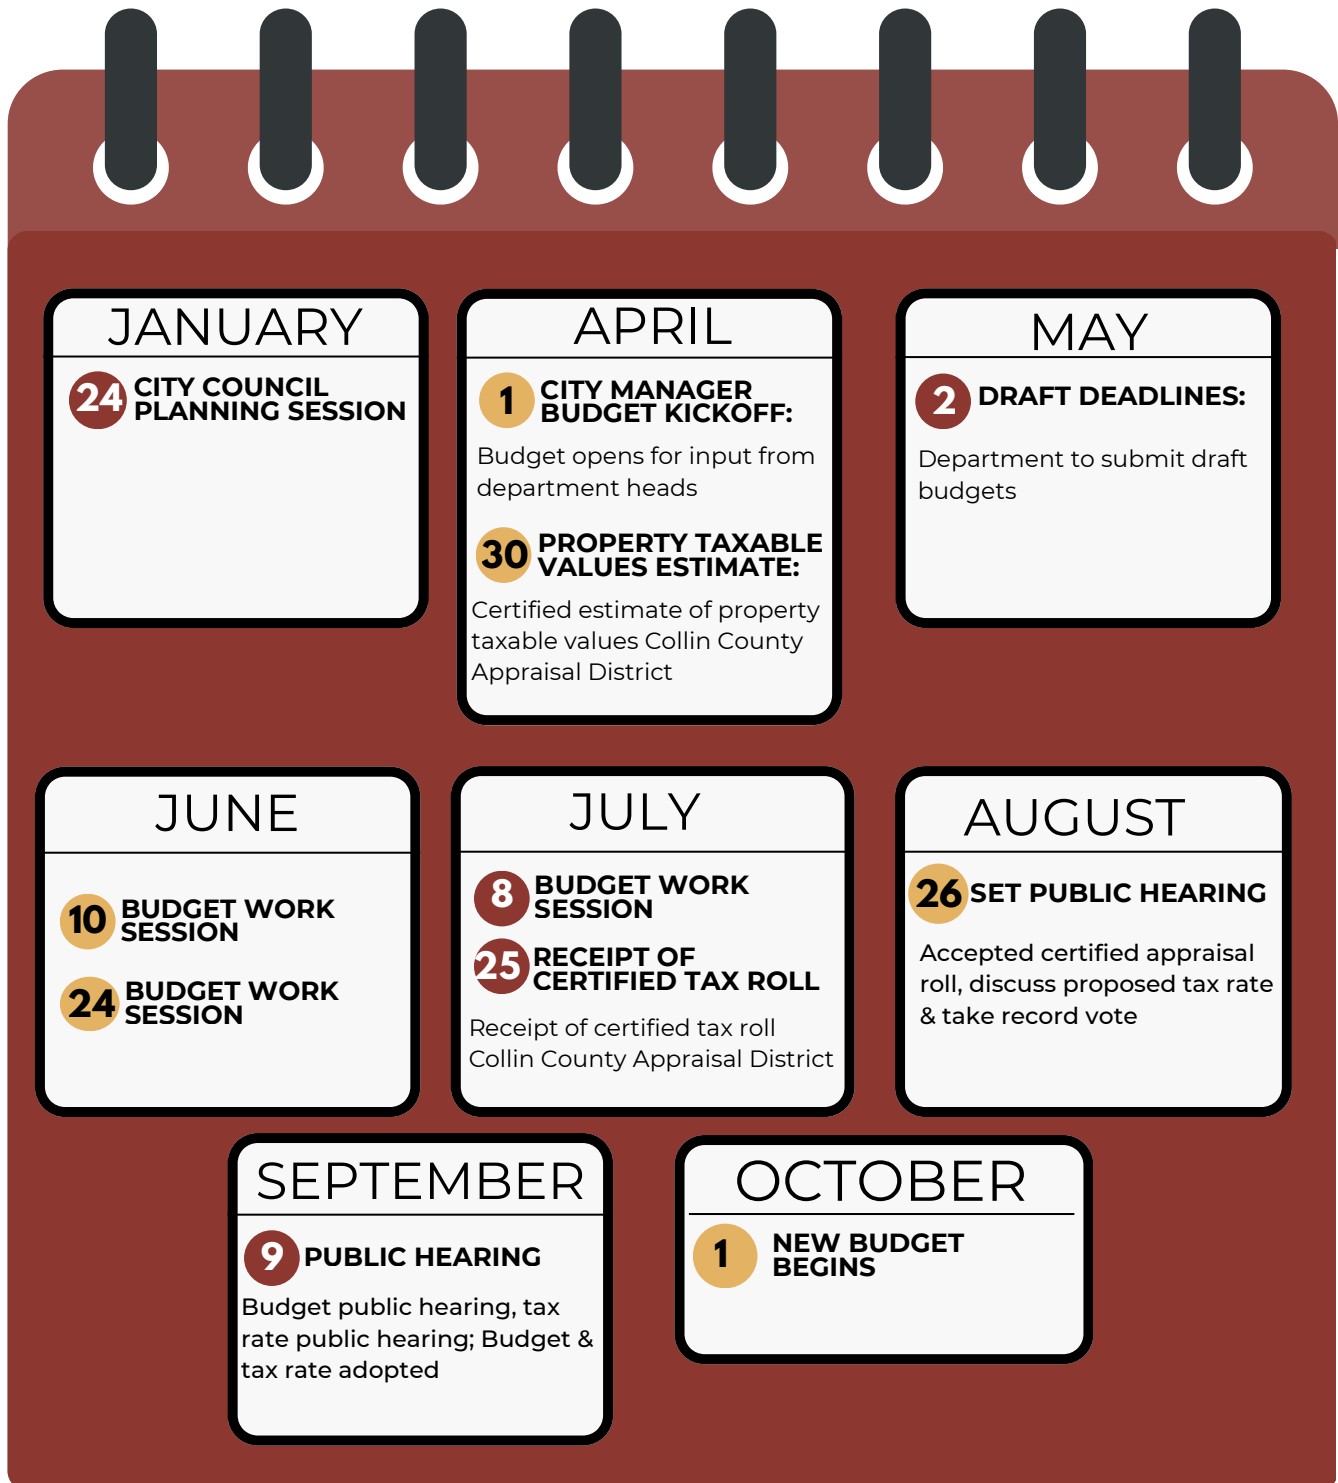 JANUARY
24 CITY COUNCIL
PLANNING SESSION
APRIL
1 CITY MANAGER
BUDGET KICKOFF:
Budget opens for input from
department heads
30 PROPERTY TAXABLE
VALUES ESTIMATE:
Certified estimate of property
taxable values Collin County
Appraisal District
MAY
2 DRAFT DEADLINES:
Department to submit draft
budgets
JUNE
10 BUDGET WORK
SESSION
24 BUDGET WORK
SESSION
JULY
8 BUDGET WORK
SESSION
25 RECEIPT OF
CERTIFIED TAX ROLL
Receipt of certified tax roll
Collin County Appraisal District
AUGUST
26 SET PUBLIC HEARING
Accepted certified appraisal
roll, discuss proposed tax rate
& take record vote
SEPTEMBER
9 PUBLIC HEARING
Budget public hearing, tax
rate public hearing; Budget &
tax rate adopted
OCTOBER
1 NEW BUDGET
BEGINS